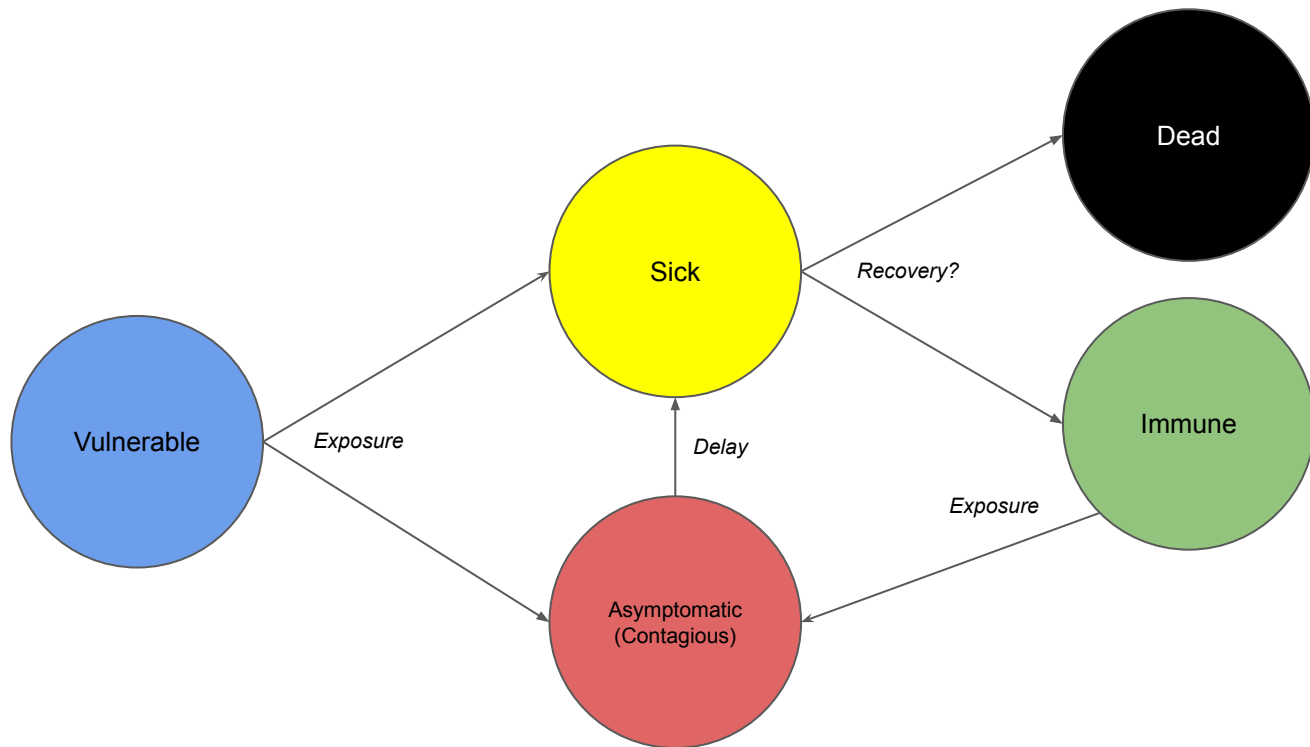 Dead
Sick
Recovery?
Vulnerable
Exposure
Delay
Immune
Exposure
Asymptomatic
(Contagious)